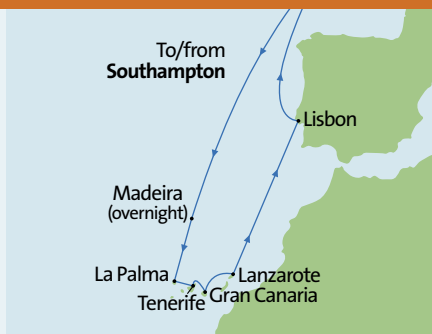 To/from
Southampton
Lisbon
Madeira
(overnight)
La Palma
Lanzarote
Tenerife
Gran Canaria